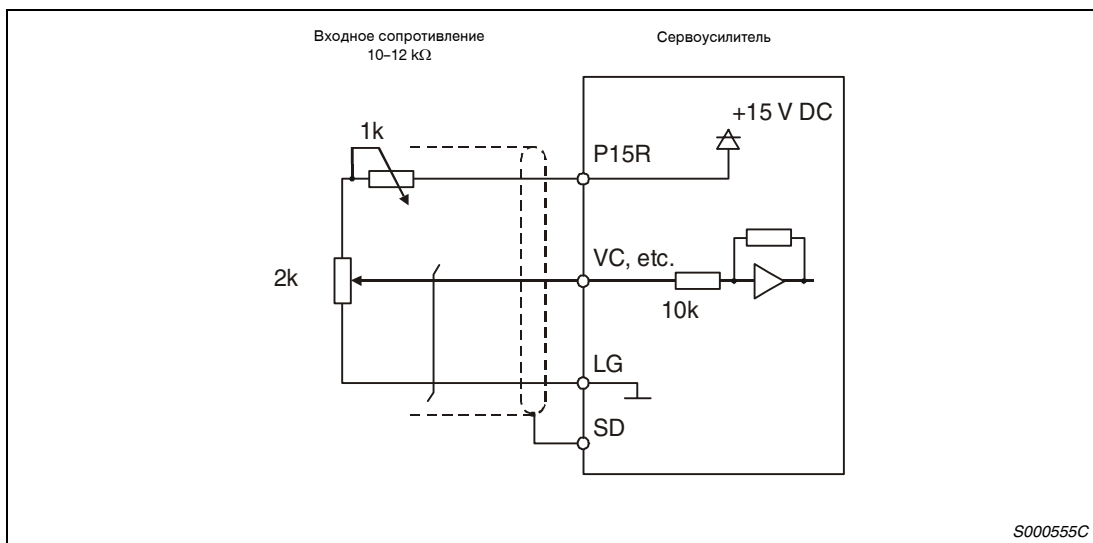 Входное сопротивление
10–12 kΩ
Сервоусилитель
+15 V DC
1k
P15R
VC, etc.
2k
10k
LG
SD
S000555C